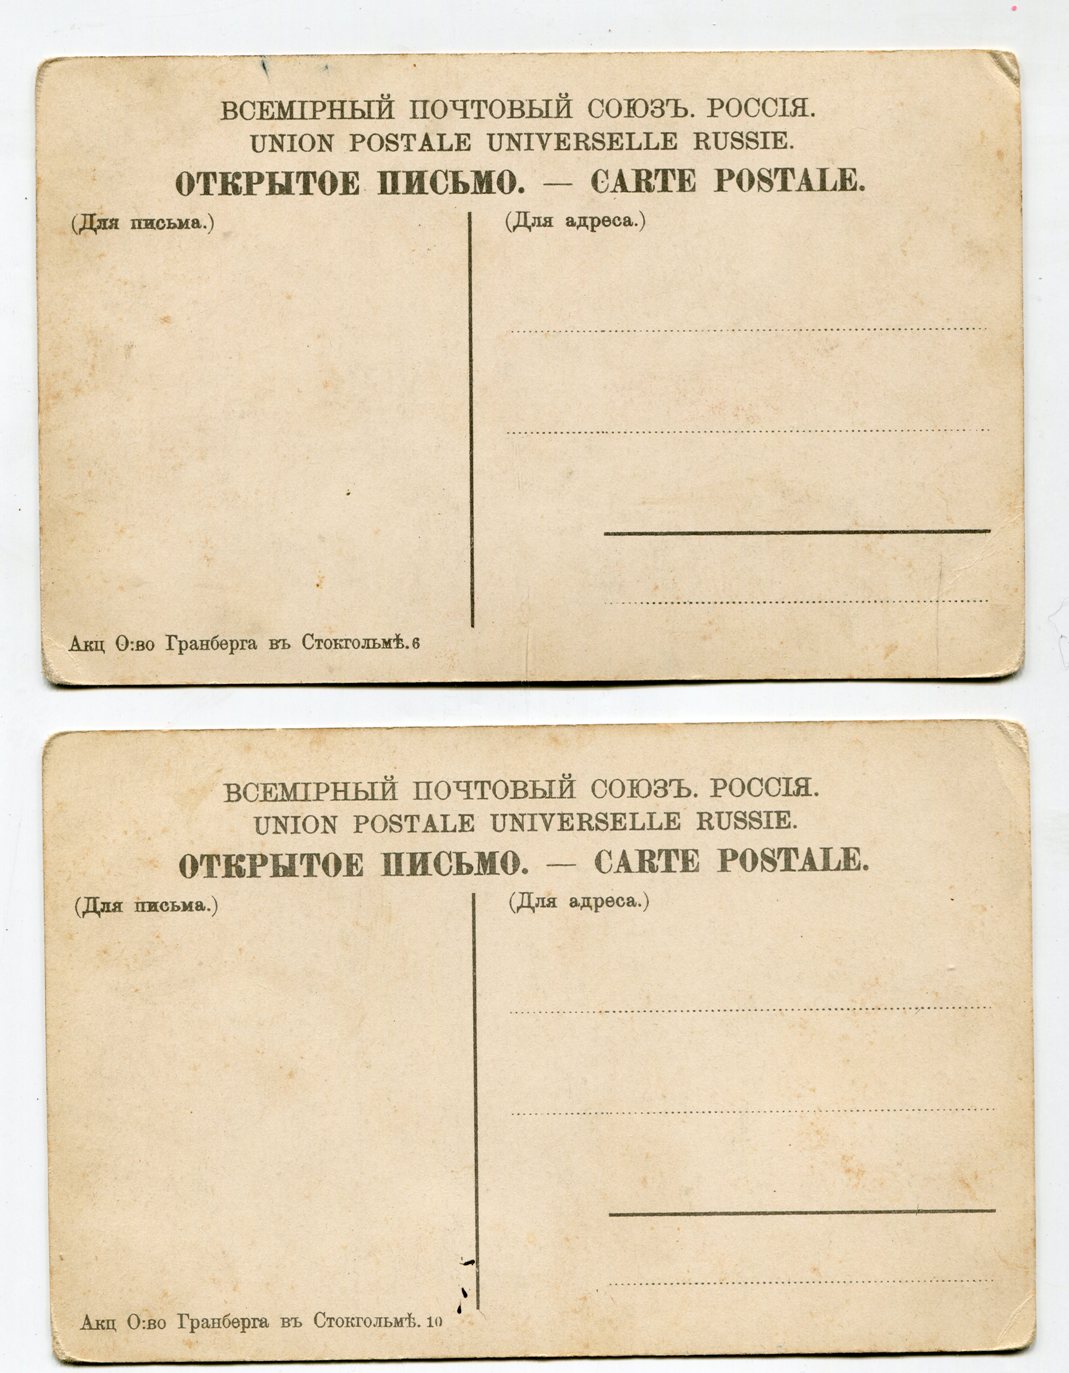 ВСЕМІРНЫЙ ПОЧТОВЫЙ СОЮЗЪ. РОССІЯ.
UNION POSTALE UNIVERSELLE RUSSIE.
ОТКРЫТОЕ ПИСЬМО. — CARTE POSTALE.
(Для письма.)
(Для адреса.)
Акц О:во Гранберга въ Стокгольмѣ. 6
ВСЕМІРНЫЙ ПОЧТОВЫЙ СОЮЗЪ. РОССІЯ.
UNION POSTALE UNIVERSELLE RUSSIE.
ОТКРЫТОЕ ПИСЬМО. — CARTE POSTALE.
(Для письма.)
(Для адреса.)
Акц О:во Гранберга въ Стокгольмѣ. 10